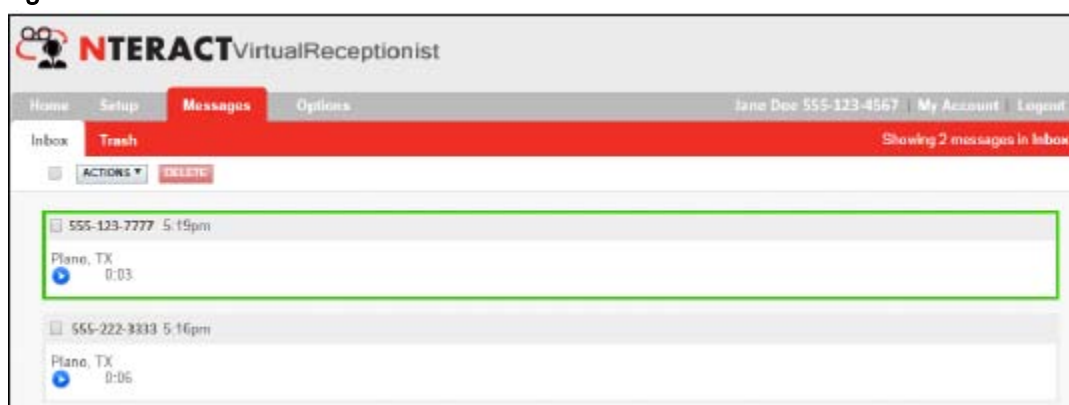 NTERACTVirtualReceptionist
Home Setup Messages Options Jane Doe 555-123-4567 | My Account | Logout
Inbox Trash Showing 2 messages in Inbox
ACTIONS ▼ DELETE
555-123-7777 5:19pm
Plano, TX
0:03
555-222-3333 5:16pm
Plano, TX
0:06